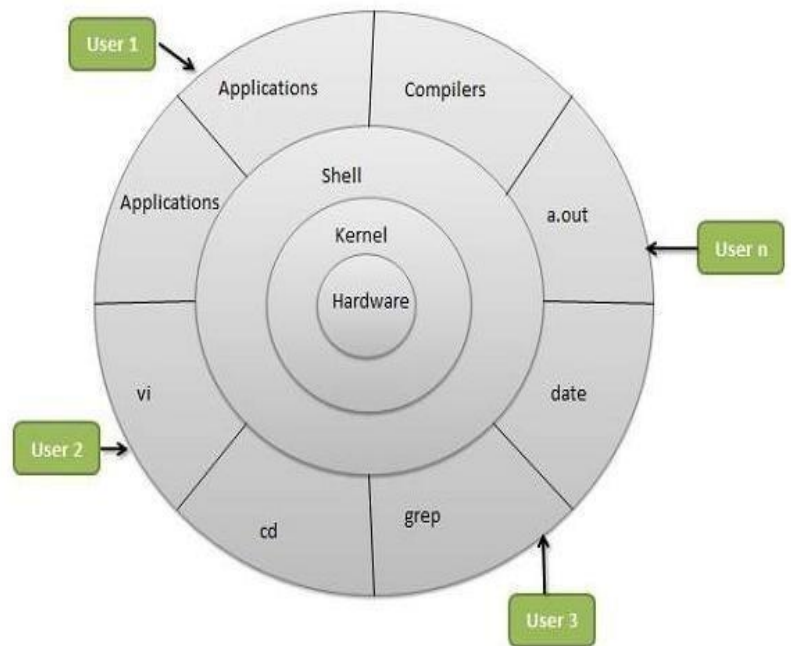 User 1
Applications
Compilers
Shell
Applications
a.out
Kernel
User n
Hardware
vi
date
User 2
grep
cd
User 3